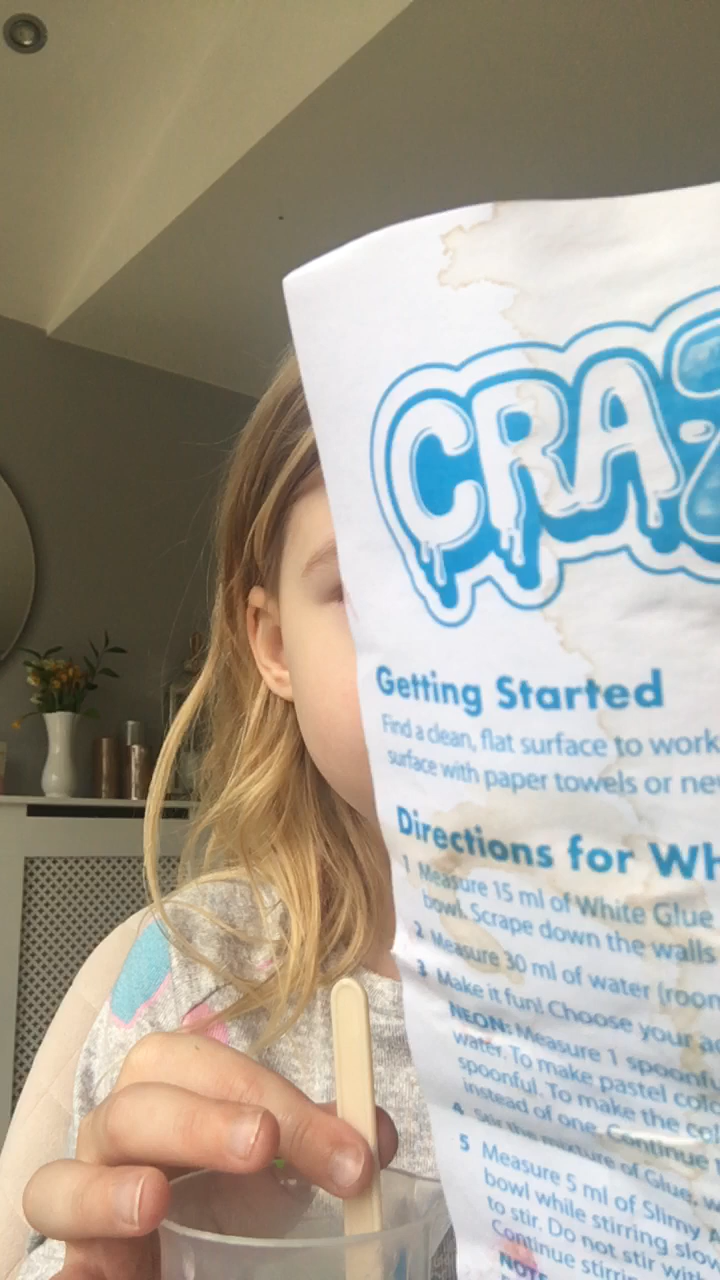 CRA-Z
Getting Started
Find a clean, flat surface to work
surface with paper towels or
Directions for Wh
1 Measure 15 ml of White Glue
bowl. Scrape down the walls
2 Measure 30 ml of water (room
3 Make it fun! Choose your
NEON: Measure 1 spoonfu
water. To make pastel colo
spoonful. To make the col
instead of one. Continue
4 Stir the mixture of Glue,
5 Measure 5 ml of Slimy A
bowl while stirring slow
to stir. Do not stir with
Continue stirri
NOT